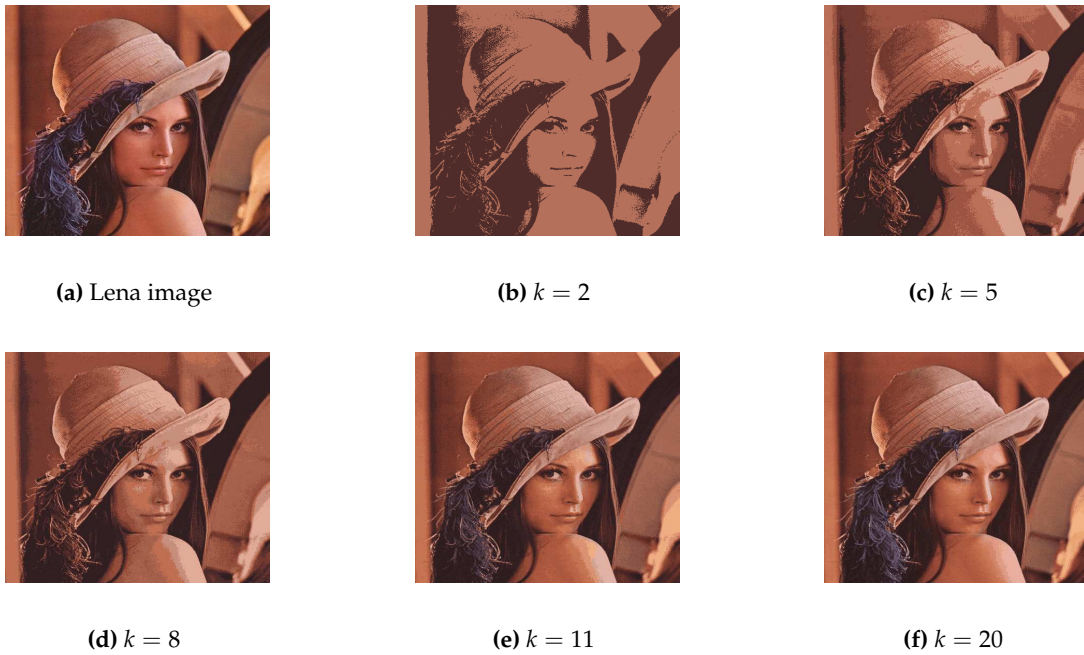 (a) Lena image
(b) k = 2
(c) k = 5
(d) k = 8
(e) k = 11
(f) k = 20